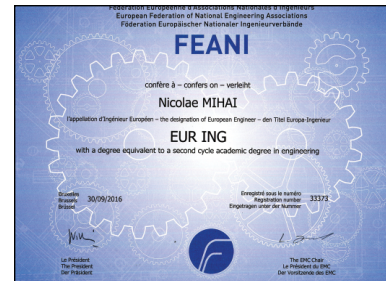 Fédération Européenne d'Associations Nationales d'Ingénieurs
European Federation of National Engineering Associations
Föderation Europäischer Nationaler Ingenieurverbände
FEANI
confère à – confers on – verleiht
Nicolae MIHAI
l'appellation d'Ingénieur Européen – the designation of European Engineer – den Titel Europa-Ingenieur
EUR ING
with a degree equivalent to a second cycle academic degree in engineering
Bruxelles
Brussels 30/09/2016
Brüssel
Enregistré sous le numéro
Registration number 33373
Eingetragen unter der Nummer
Le Président
The President
Der Präsident
The EMC Chair
Le Président du EMC
Der Vorsitzende des EMC